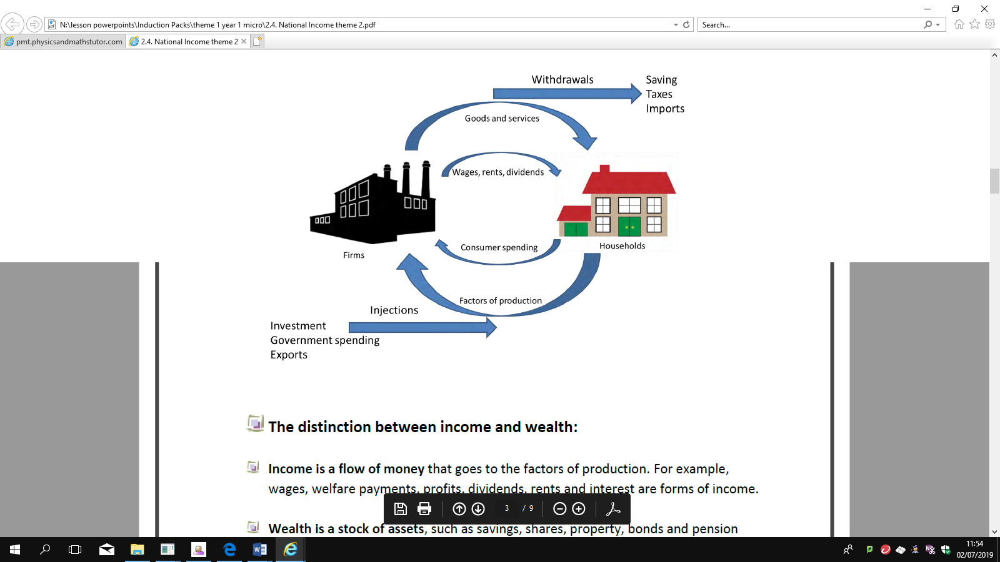 N:\lesson powerpoints\Induction Packs\theme 1 year 1 micro\2.4. National Income theme 2.pdf
Search...
pmt.physicsandmathstutor.com
2.4. National Income theme 2
Withdrawals
Saving
Taxes
Imports
Goods and services
Wages, rents, dividends
Consumer spending
Households
Firms
Factors of production
Injections
Investment
Government spending
Exports
The distinction between income and wealth:
Income is a flow of money that goes to the factors of production. For example,
wages, welfare payments, profits, dividends, rents and interest are forms of income.
3 / 9
Wealth is a stock of assets, such as savings, shares, property, bonds and pension
11:54
02/07/2019